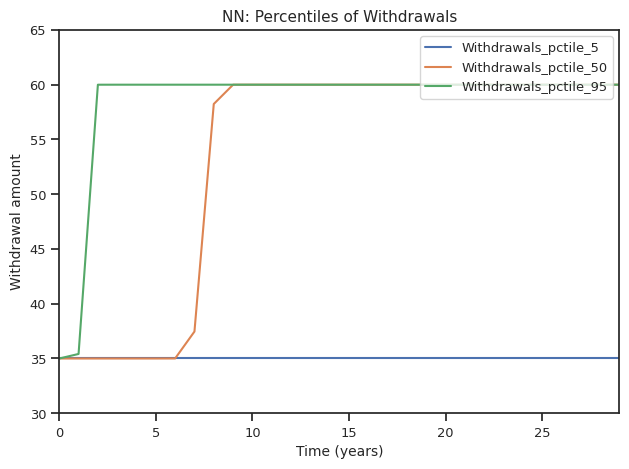 NN: Percentiles of Withdrawals
65
60
55
50
45
40
35
30
Withdrawal amount
Withdrawals_pctile_5
Withdrawals_pctile_50
Withdrawals_pctile_95
0 5 10 15 20 25
Time (years)